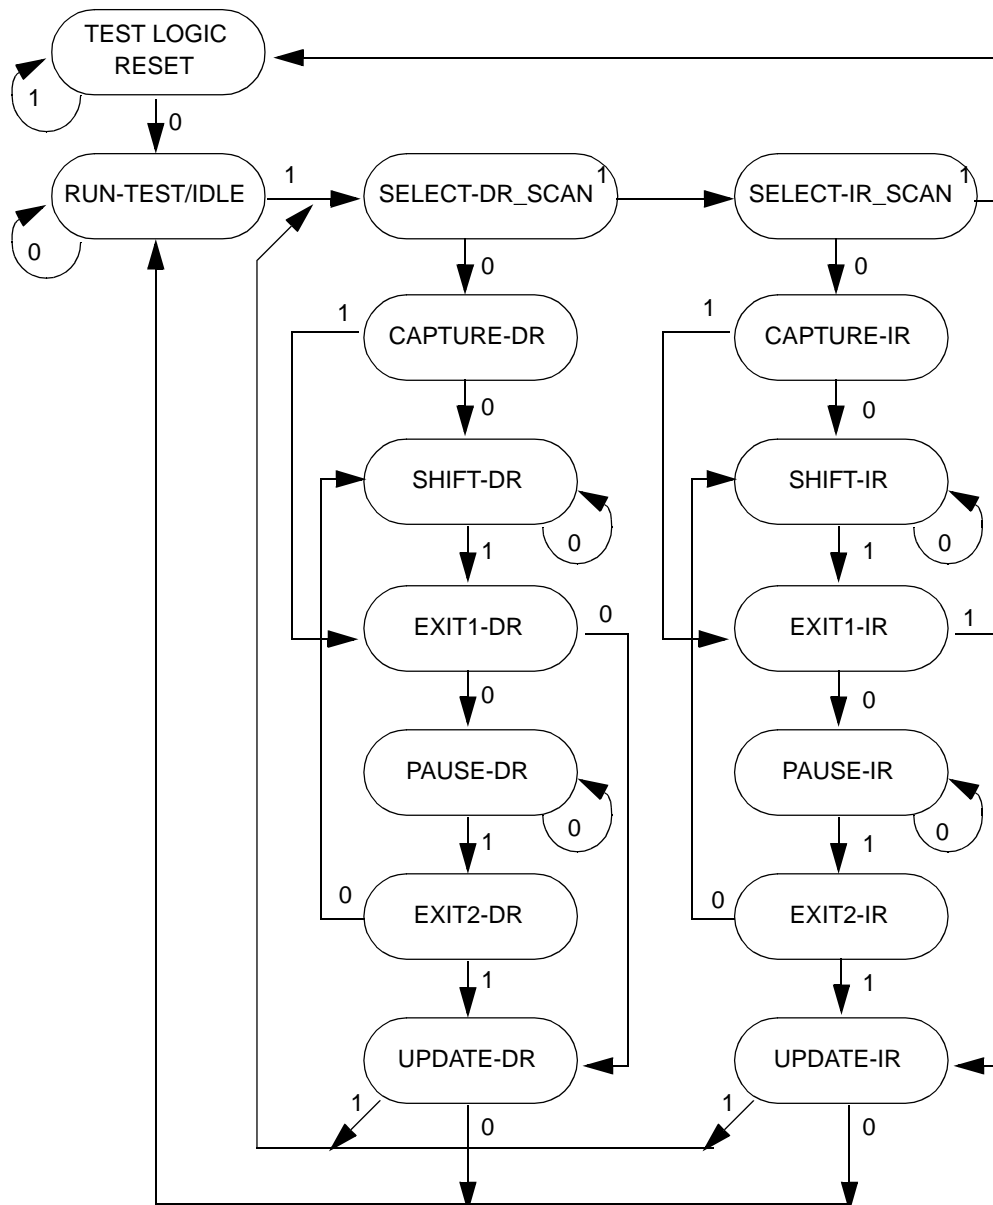 TEST LOGIC
RESET
1
0
RUN-TEST/IDLE
1
SELECT-DR_SCAN
1
SELECT-IR_SCAN
1
0
0
0
1
CAPTURE-DR
1
CAPTURE-IR
0
0
SHIFT-DR
SHIFT-IR
0
0
1
1
EXIT1-DR
0
EXIT1-IR
1
0
0
PAUSE-DR
PAUSE-IR
0
0
1
1
0
EXIT2-DR
0
EXIT2-IR
1
1
UPDATE-DR
UPDATE-IR
1
0
1
0